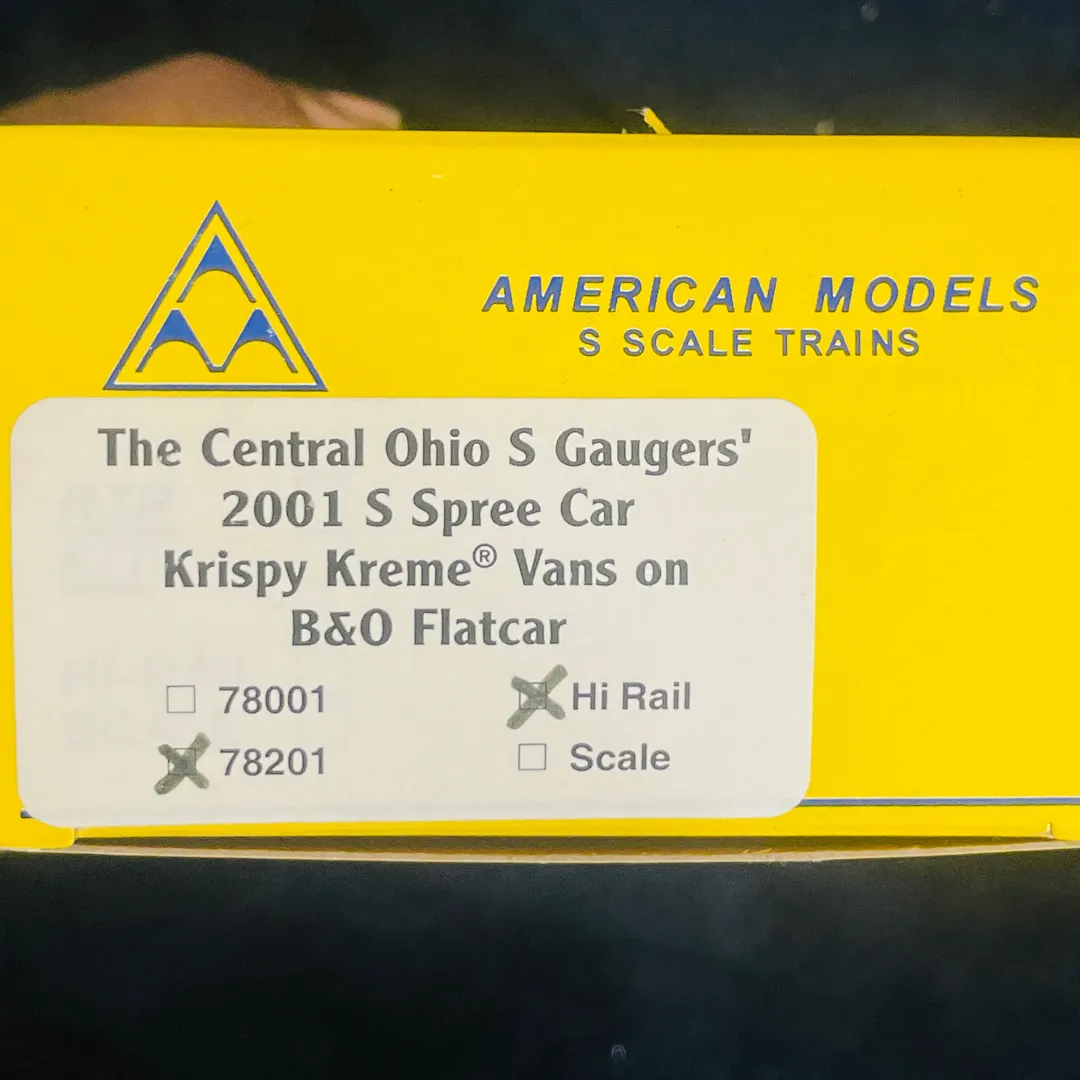 AMERICAN MODELS
S SCALE TRAINS
The Central Ohio S Gaugers'
2001 S Spree Car
Krispy Kreme® Vans on
B&O Flatcar
78001
Hi Rail
78201
Scale